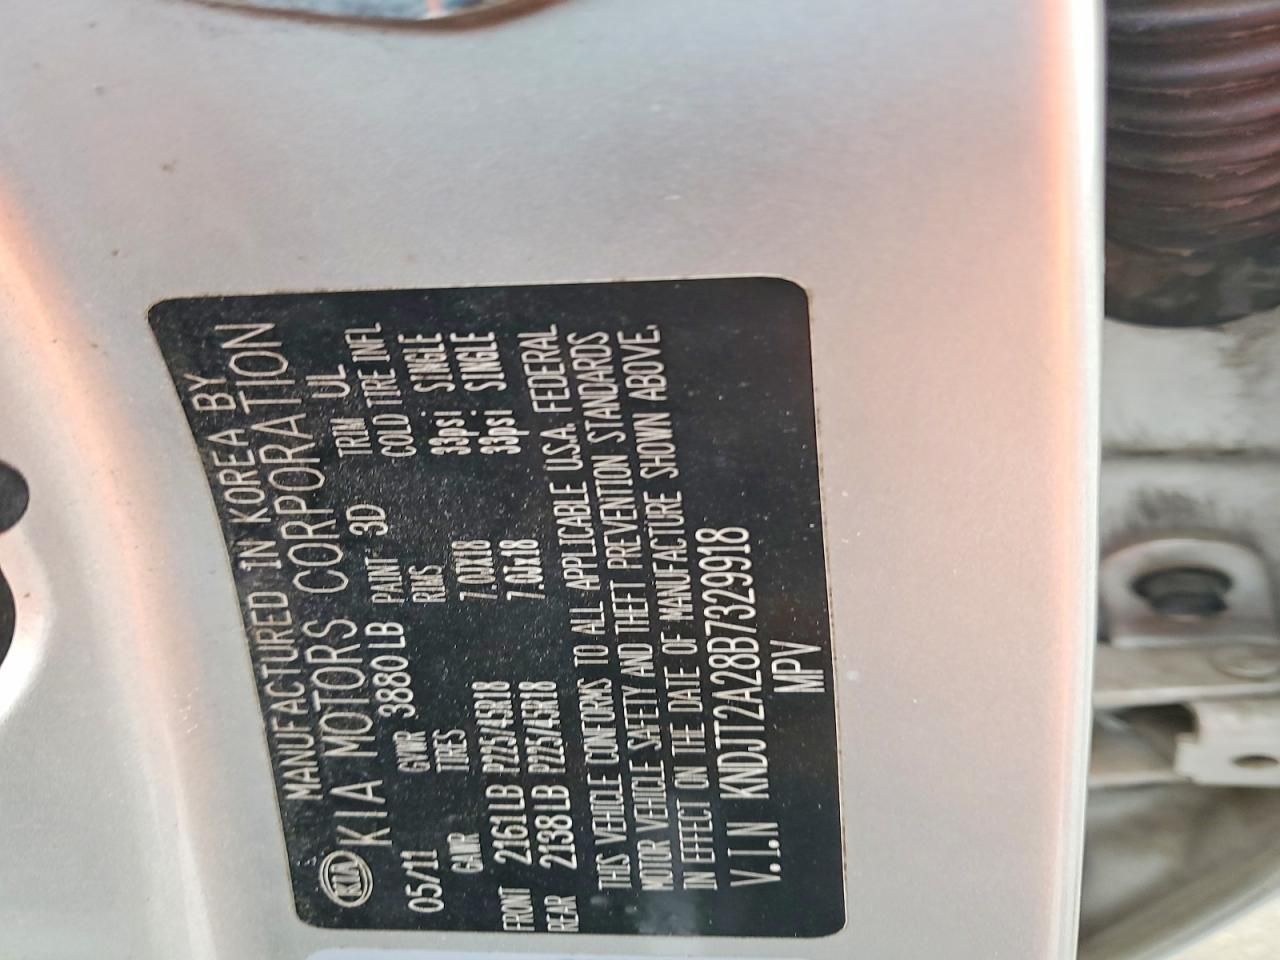 MANUFACTURED IN KOREA BY
KIA KIA MOTORS CORPORATION
05/11 GWR 3880LB PAINT 3D TRIM UL
GAWR TIRES RIMS COLD TIRE INFL
FRONT 2161LB P225/45R18 7.0JX18 33psi SINGLE
REAR 2138LB P225/45R18 7.0Jx18 33psi SINGLE
THIS VEHICLE CONFORMS TO ALL APPLICABLE U.S.A. FEDERAL
MOTOR VEHICLE SAFETY AND THEFT PREVENTION STANDARDS
IN EFFECT ON THE DATE OF MANUFACTURE SHOWN ABOVE.
V.I.N KNDJT2A28B7329918
MPV